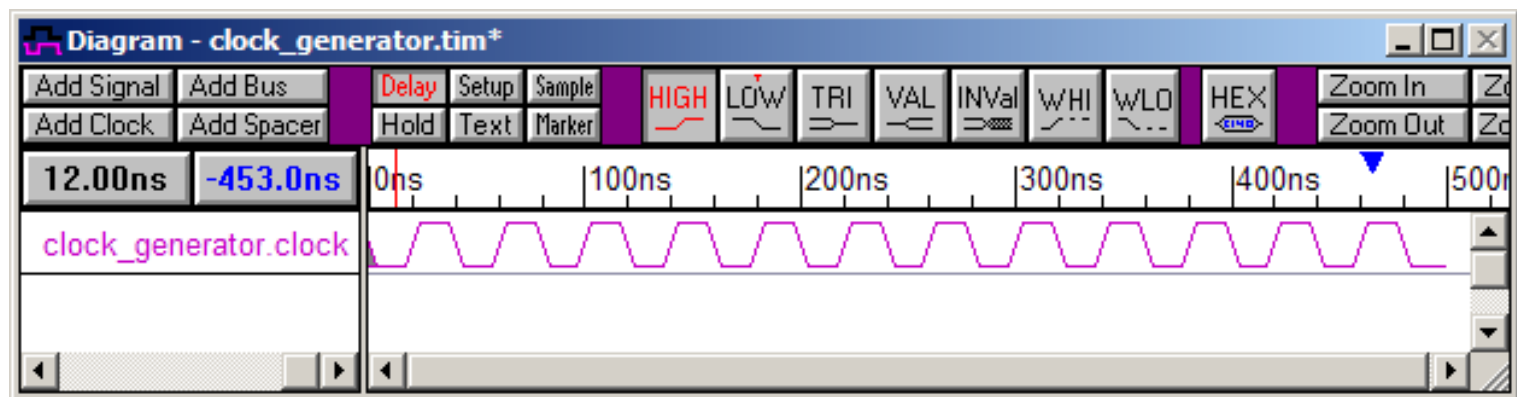 Diagram - clock_generator.tim*
Add Signal Add Bus Delay Setup Sample HIGH LOW TRI VAL INVal WHI WLO HEX Zoom In
Add Clock Add Spacer Hold Text Marker Zoom Out
12.00ns -453.0ns 0ns 100ns 200ns 300ns 400ns 500n
clock_generator.clock